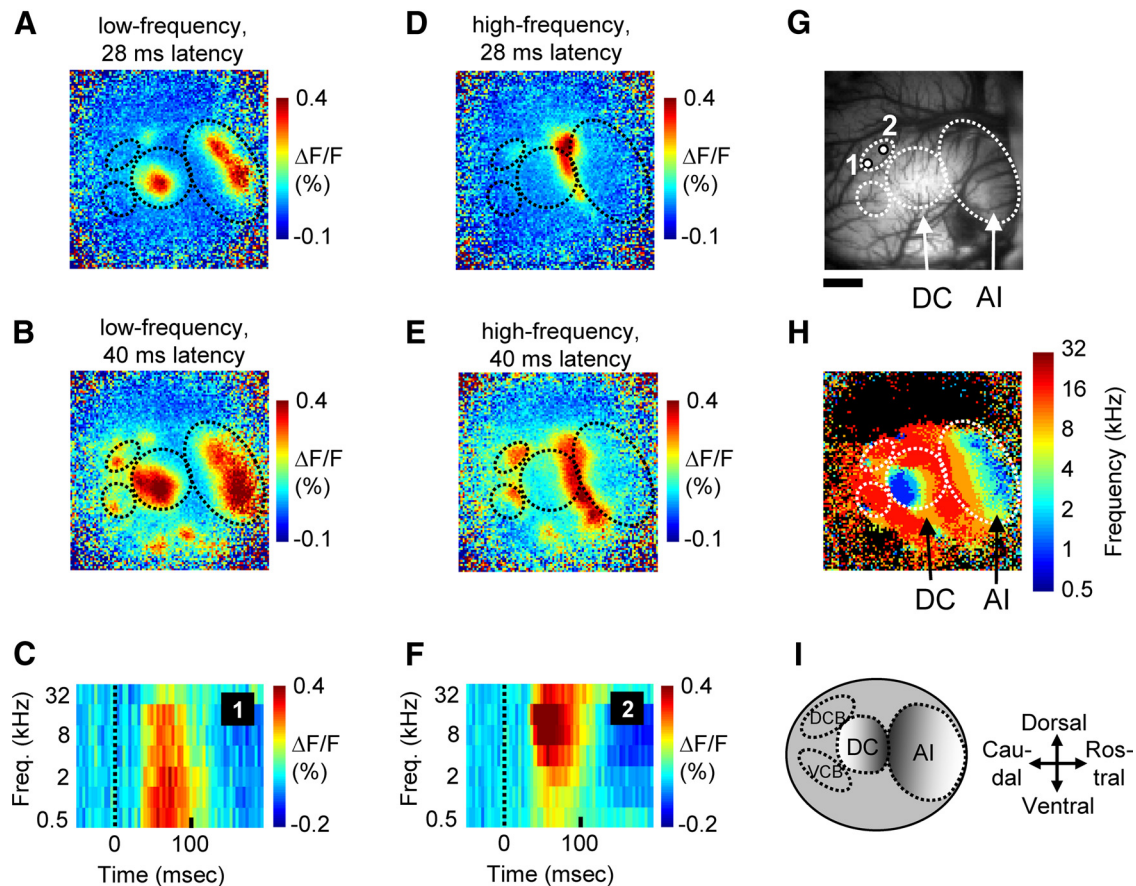 A
low-frequency,
28 ms latency
0.4
ΔF/F
(%)
-0.1
D
high-frequency,
28 ms latency
0.4
ΔF/F
(%)
-0.1
G
1
2
DC
AI
B
low-frequency,
40 ms latency
0.4
ΔF/F
(%)
-0.1
E
high-frequency,
40 ms latency
0.4
ΔF/F
(%)
-0.1
H
DC
AI
32
16
8
4
2
1
0.5
Frequency (kHz)
C
Freq. (kHz)
32
8
2
0.5
1
0
100
Time (msec)
0.4
ΔF/F
(%)
-0.2
F
Freq. (kHz)
32
8
2
0.5
2
0
100
Time (msec)
0.4
ΔF/F
(%)
-0.2
I
DCB
DC
AI
VCB
Dorsal
Cau-
dal
Ros-
tral
Ventral